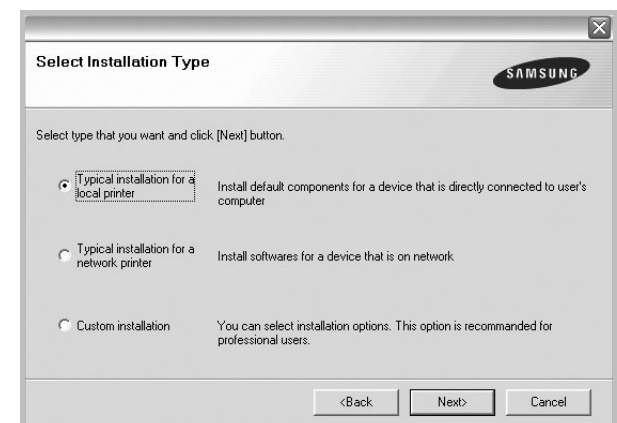 Select Installation Type
SAMSUNG
Select type that you want and click [Next] button.
Typical installation for a
local printer
Install default components for a device that is directly connected to user's
computer
Typical installation for a
network printer
Install softwares for a device that is on network
Custom installation
You can select installation options. This option is recommanded for
professional users.
<Back
Next>
Cancel